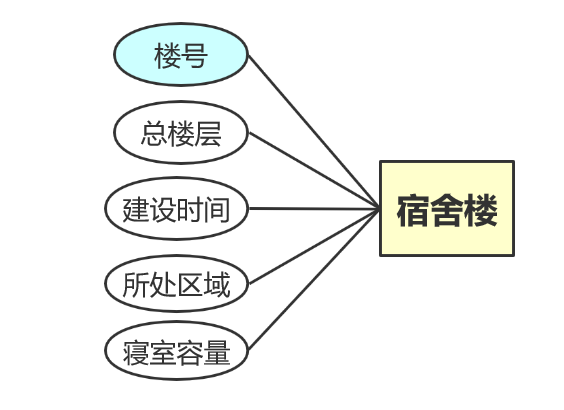 楼号
总楼层
建设时间
所处区域
寝室容量
宿舍楼